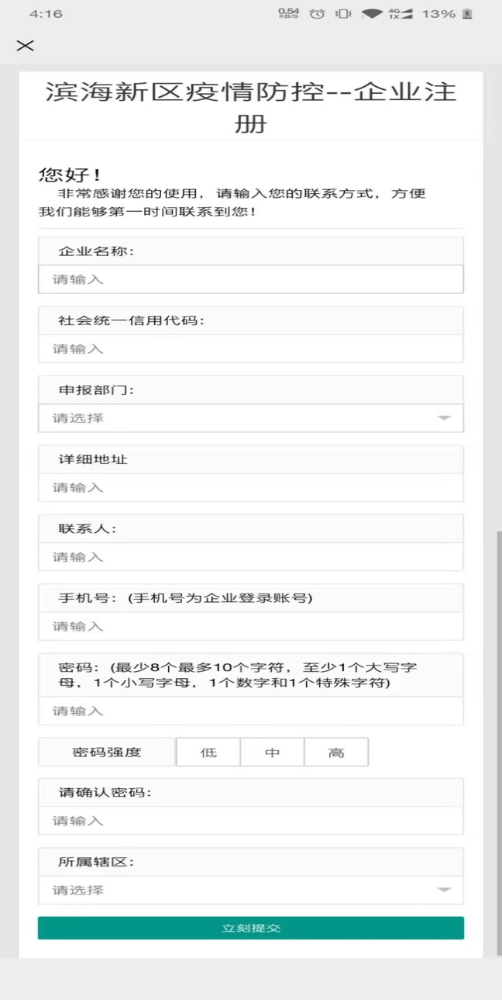 4:16
0.54
KB/S
4G
1X
13%
滨海新区疫情防控--企业注
册
您好！
非常感谢您的使用，请输入您的联系方式，方便
我们能够第一时间联系到您！
企业名称：
请输入
社会统一信用代码：
请输入
申报部门：
请选择
详细地址
请输入
联系人：
请输入
手机号：(手机号为企业登录账号)
请输入
密码：(最少8个最多10个字符，至少1个大写字
母，1个小写字母，1个数字和1个特殊字符)
请输入
密码强度 低 中 高
请确认密码：
请输入
所属辖区：
请选择
立刻提交